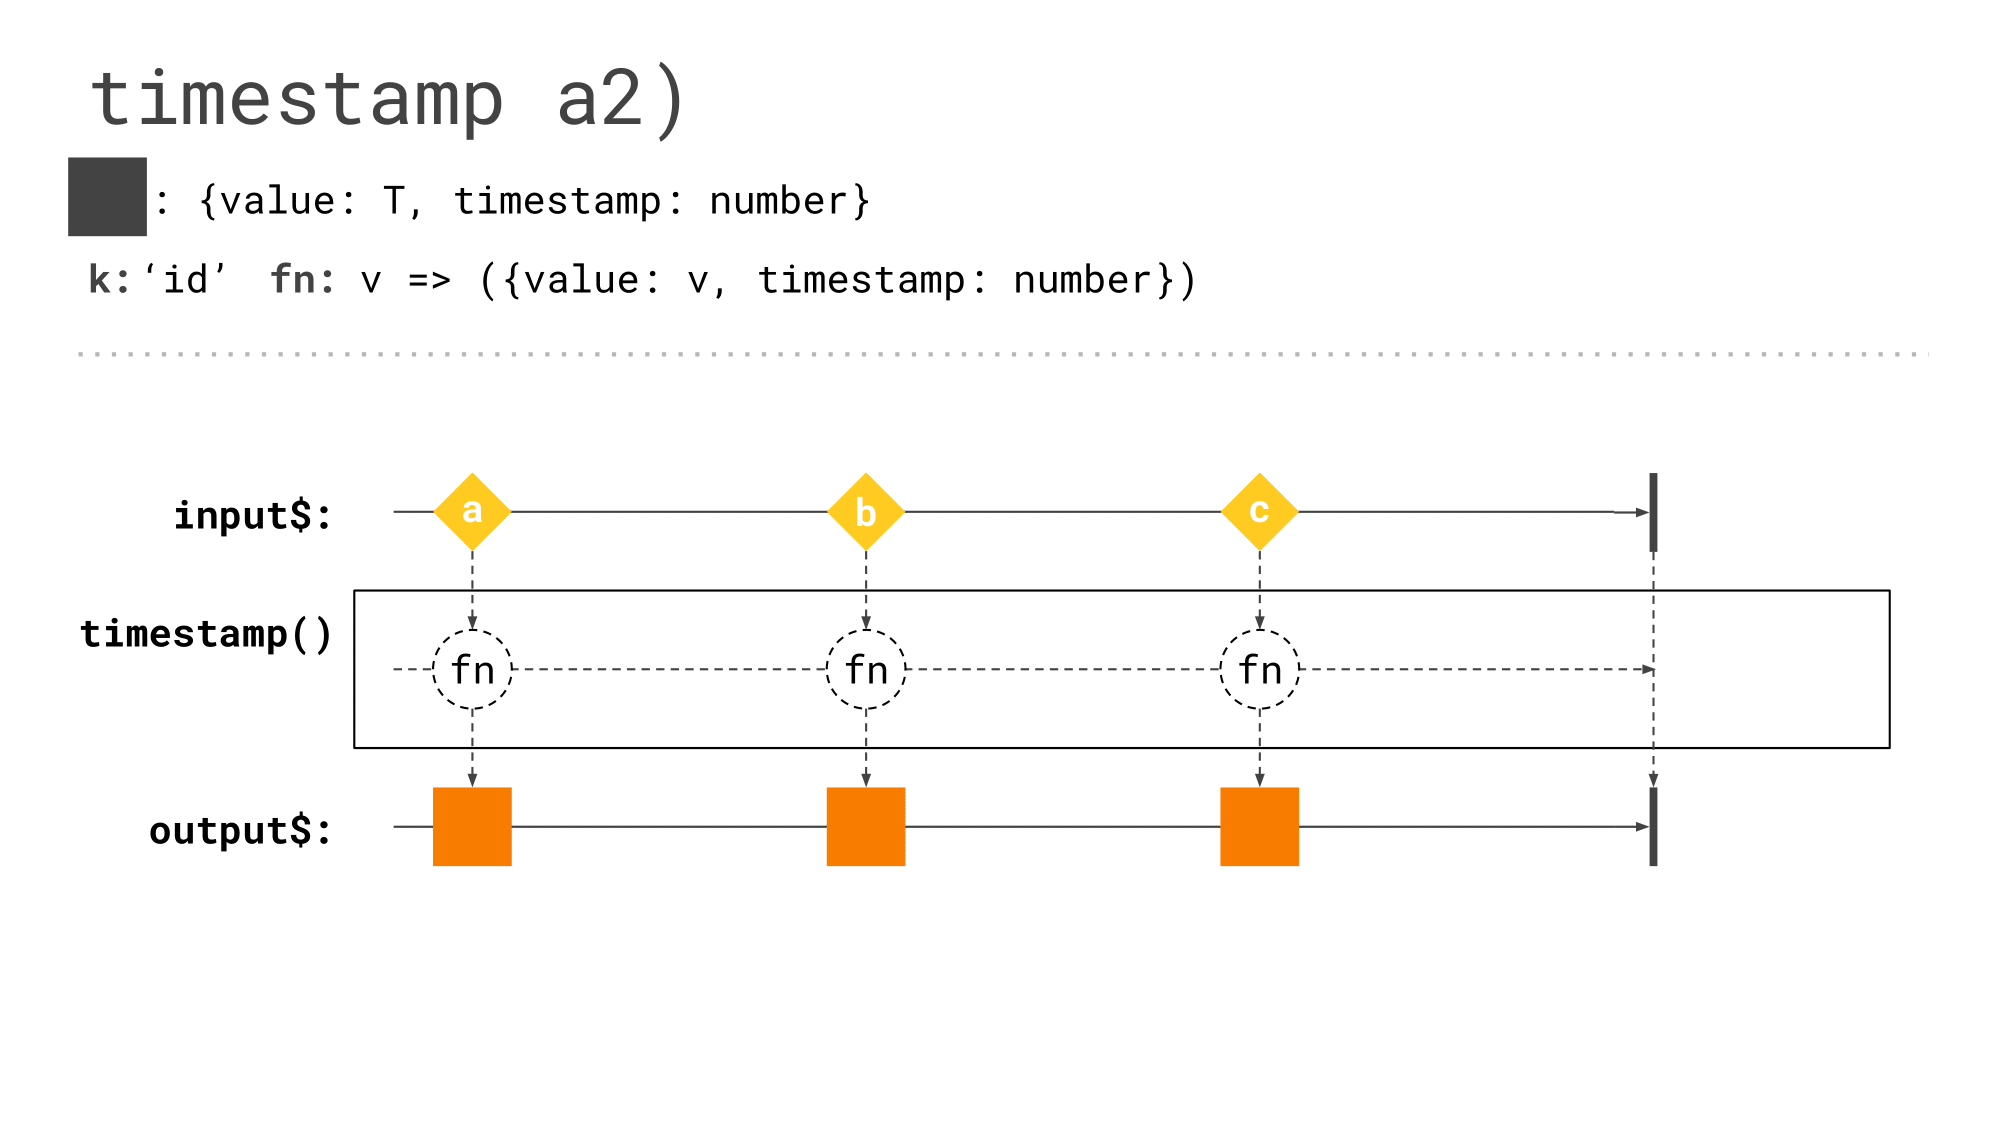 timestamp a2)
: {value: T, timestamp: number}
k: ‘id’ fn: v => ({value: v, timestamp: number})
input$:
a b c
timestamp()
fn fn fn
output$: